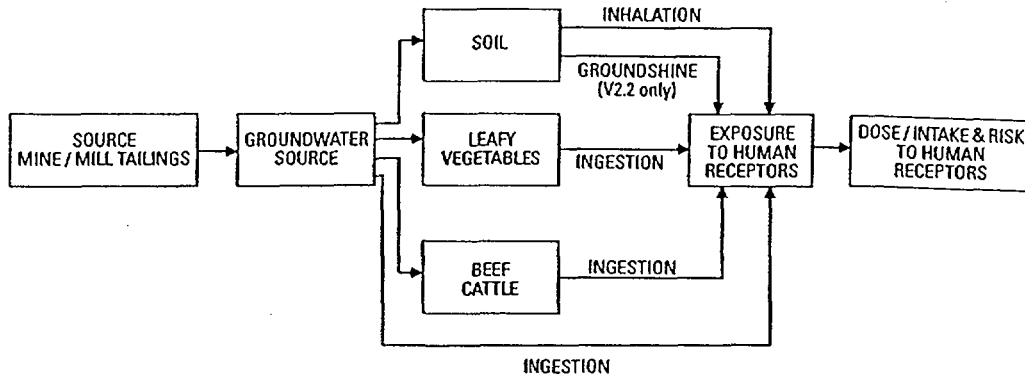 INHALATION
SOIL
GROUNDSHINE
(V2.2 only)
SOURCE
MINE / MILL TAILINGS
GROUNDWATER
SOURCE
LEAFY
VEGETABLES
INGESTION
EXPOSURE
TO HUMAN
RECEPTORS
DOSE / INTAKE & RISK
TO HUMAN
RECEPTORS
BEEF
CATTLE
INGESTION
INGESTION